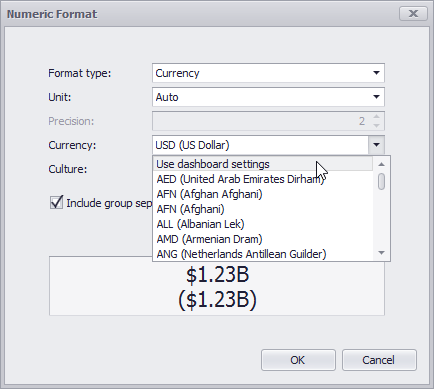 Numeric Format
Format type: Currency
Unit: Auto
Precision: 2
Currency: USD (US Dollar)
Use dashboard settings
Culture:
AED (United Arab Emirates Dirham)
AFN (Afghan Afghani)
Include group sep
AFN (Afghani)
ALL (Albanian Lek)
AMD (Armenian Dram)
ANG (Netherlands Antillean Guilder)
$1.23B
($1.23B)
OK Cancel